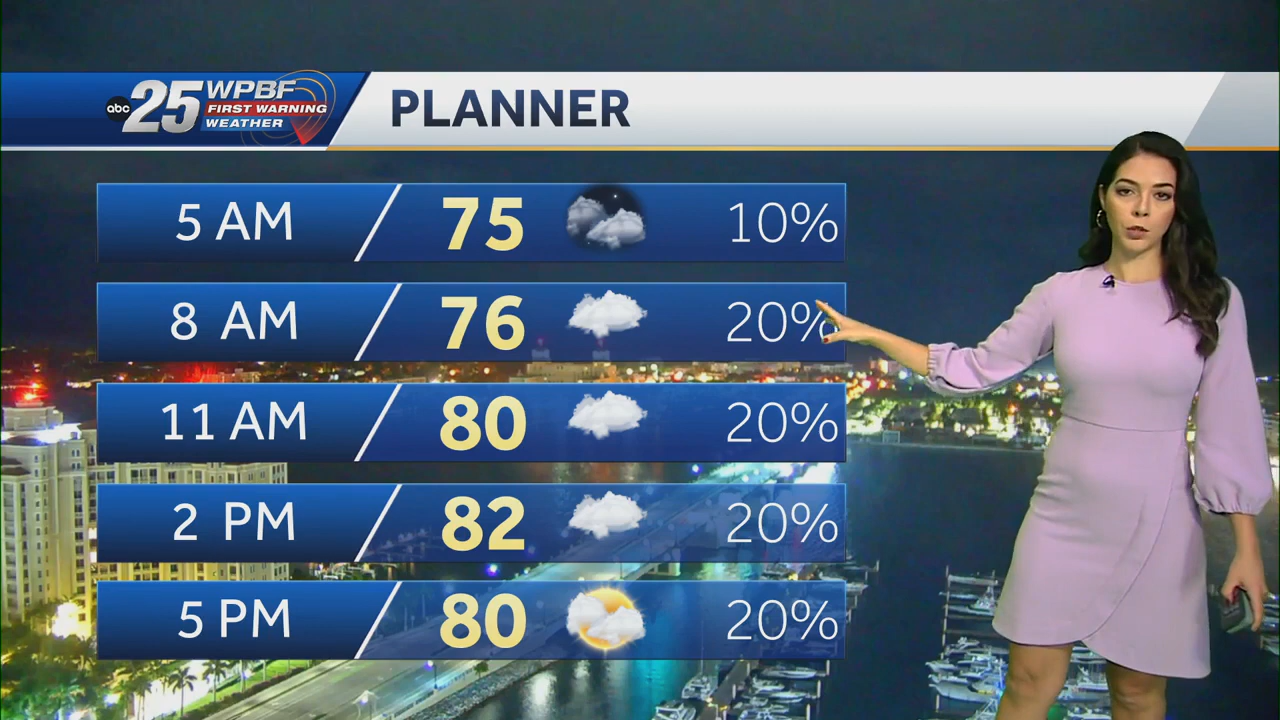 abc 25 WPBF
FIRST WARNING
WEATHER
PLANNER
5 AM 75 10%
8 AM 76 20%
11 AM 80 20%
2 PM 82 20%
5 PM 80 20%